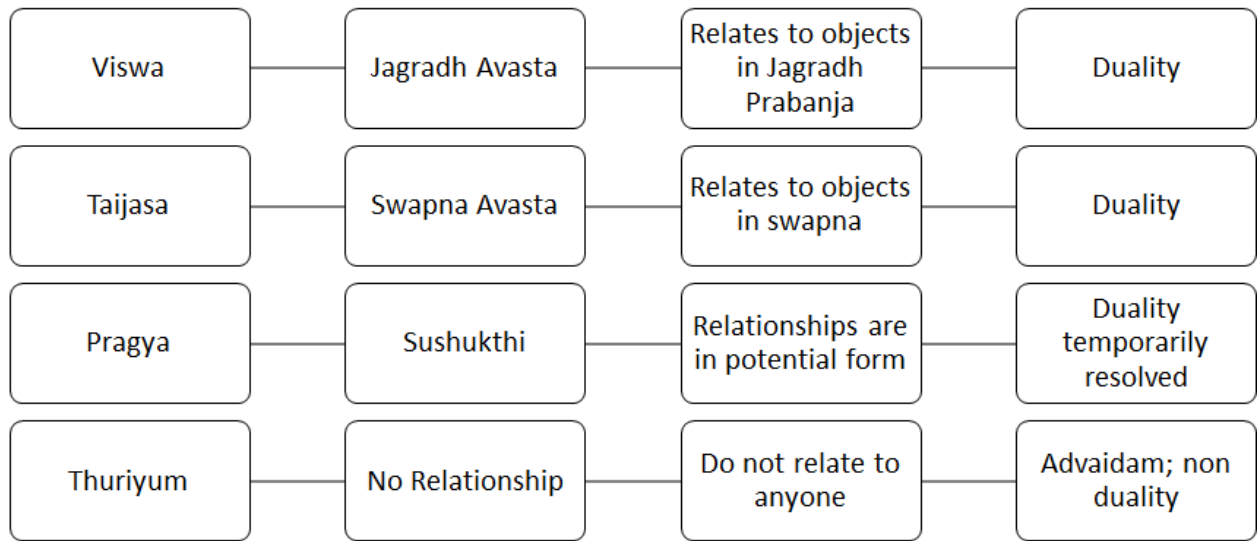 Viswa
Jagradh Avasta
Relates to objects
in Jagradh
Prabanja
Duality
Taijasa
Swapna Avasta
Relates to objects
in swapna
Duality
Pragya
Sushukthi
Relationships are
in potential form
Duality
temporarily
resolved
Thuriyum
No Relationship
Do not relate to
anyone
Advaidam; non
duality